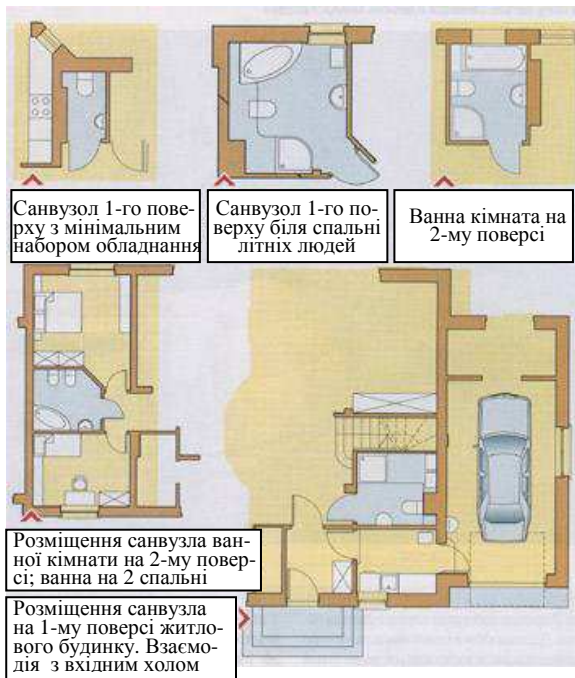 Санвузол 1-го пове-
рху з мінімальним
набором обладнання
Санвузол 1-го по-
верху біля спальні
літніх людей
Ванна кімната на
2-му поверсі
Розміщення санвузла ван-
ної кімнати на 2-му повер-
сі; ванна на 2 спальні
Розміщення санвузла
на 1-му поверсі житло-
вого будинку. Взаємо-
дія з вхідним холом